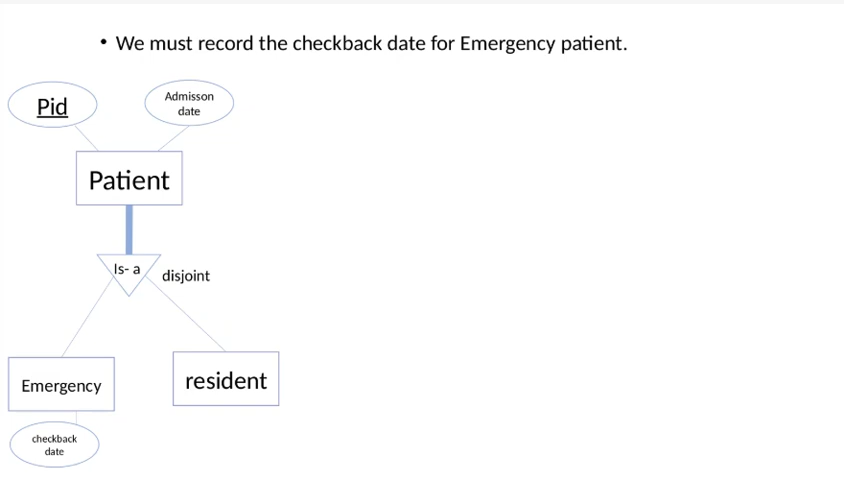 • We must record the checkback date for Emergency patient.
Pid
Admisson
date
Patient
Is- a
disjoint
Emergency
resident
checkback
date